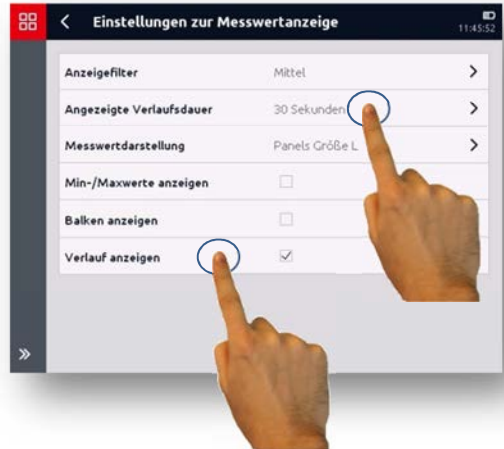 Einstellungen zur Messwertanzeige
11:45:52
Anzeigefilter Mittel
Angezeigte Verlaufsdauer 30 Sekunden
Messwertdarstellung Panels Größe L
Min-/Maxwerte anzeigen
Balken anzeigen
Verlauf anzeigen